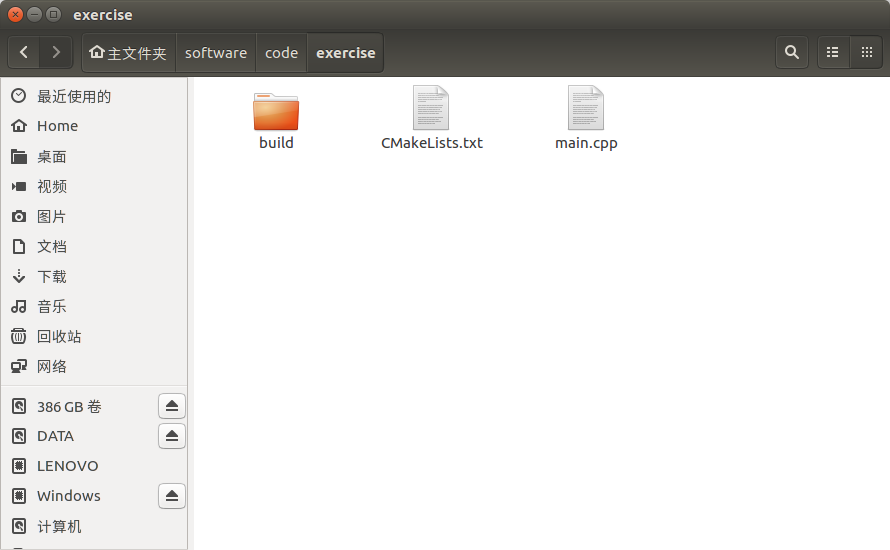 exercise
主文件夹 software code exercise
最近使用的
Home
桌面
视频
图片
文档
下载
音乐
回收站
网络
386 GB 卷
DATA
LENOVO
Windows
计算机
build CMakeLists.txt main.cpp